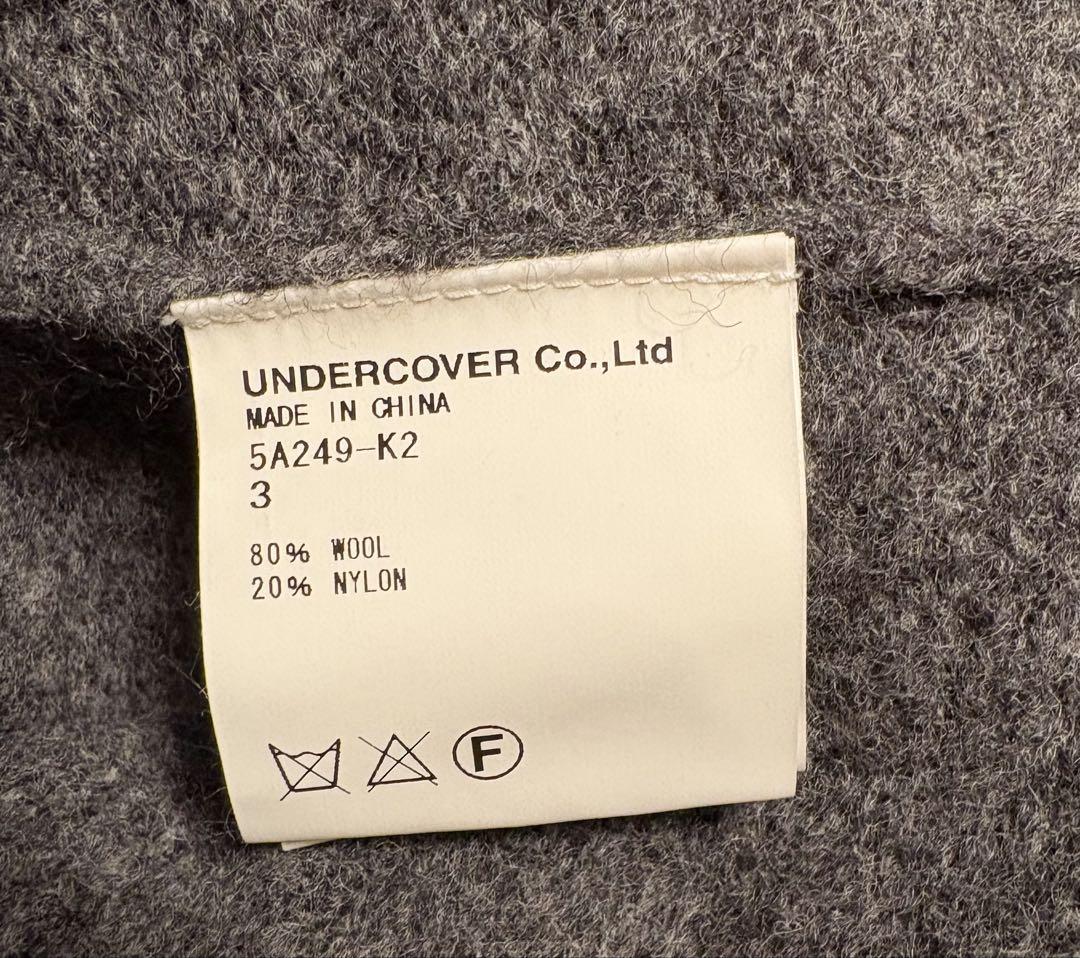 UNDERCOVER Co.,Ltd
MADE IN CHINA
5A249-K2
3
80% WOOL
20% NYLON
F